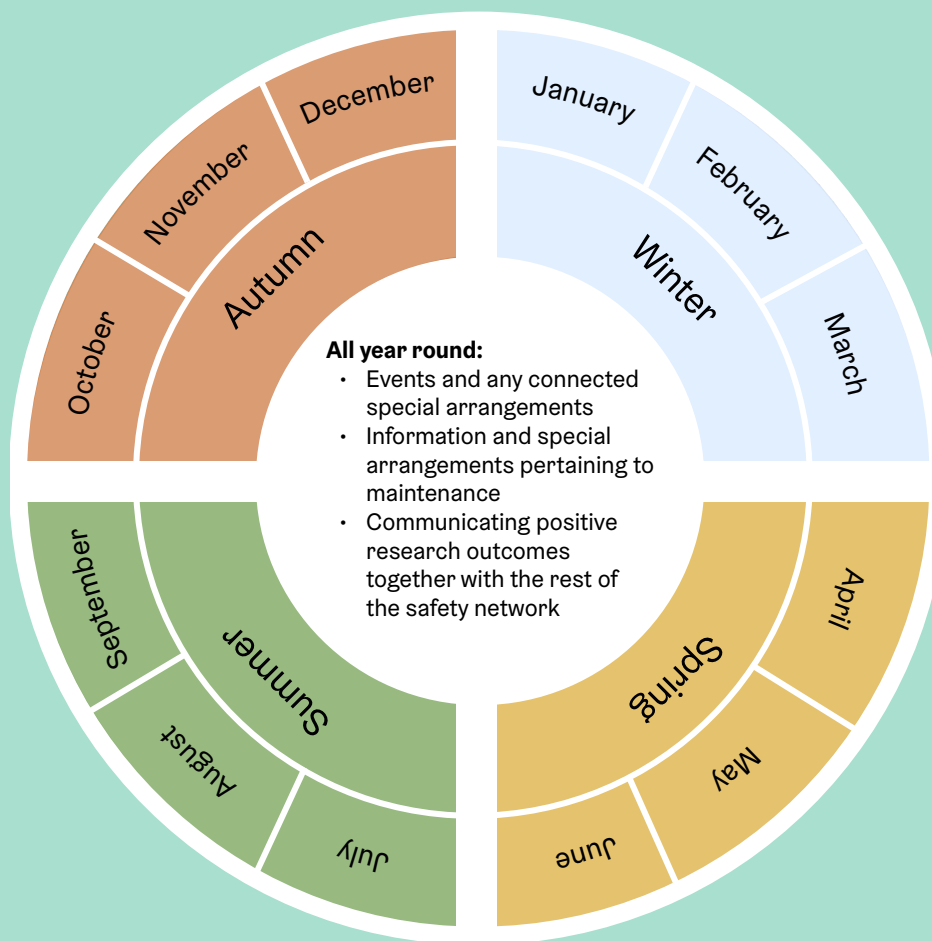 January
February
March
Winter
April
May
June
Spring
July
August
September
Summer
October
November
December
Autumn
All year round:
• Events and any connected
special arrangements
• Information and special
arrangements pertaining to
maintenance
• Communicating positive
research outcomes
together with the rest of
the safety network